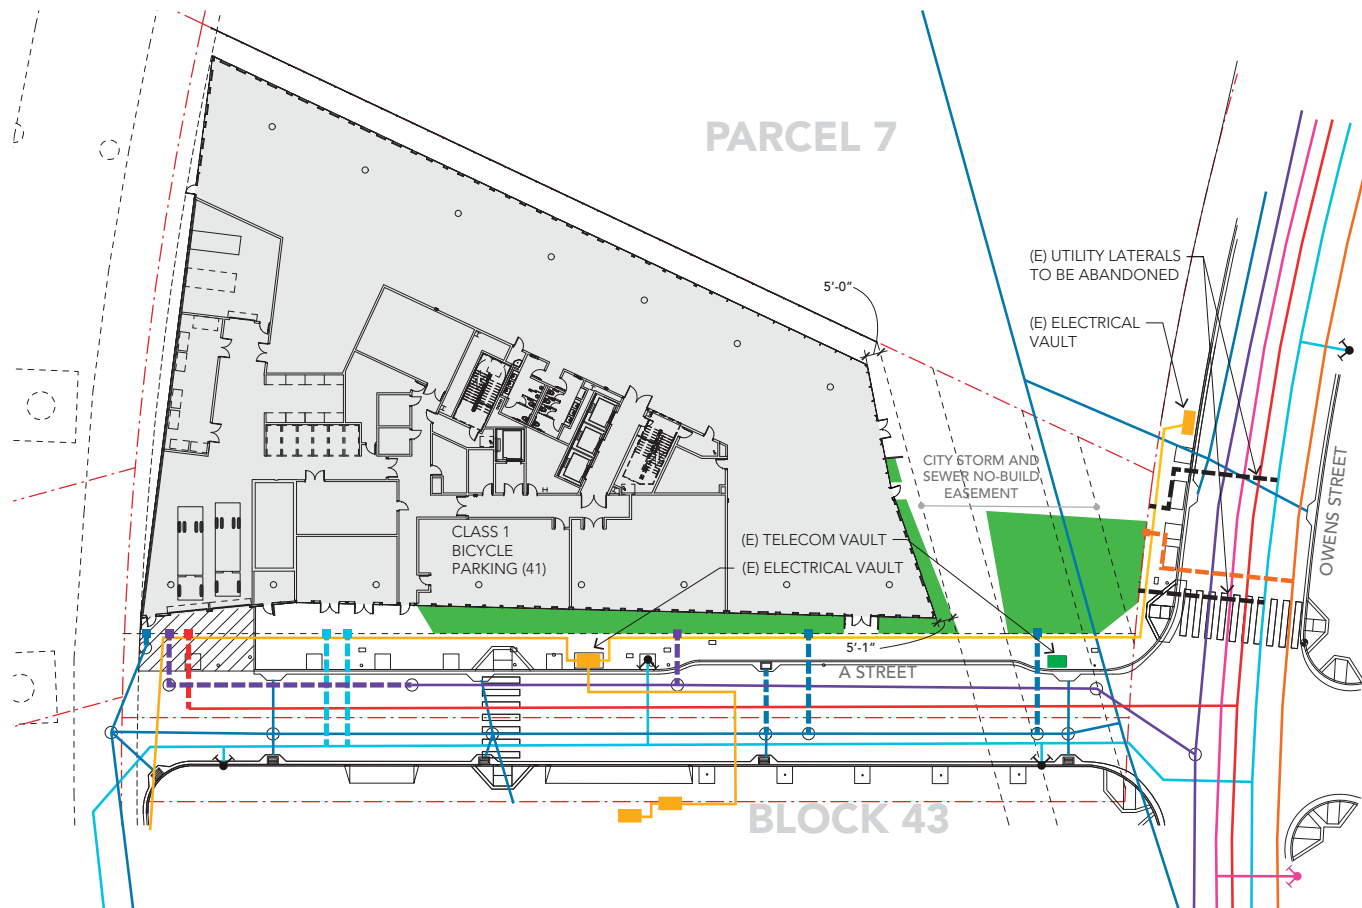 PARCEL 7
(E) UTILITY LATERALS
TO BE ABANDONED
5'-0"
(E) ELECTRICAL
VAULT
CITY STORM AND
SEWER NO-BUILD
EASEMENT
OWENS STREET
CLASS 1
BICYCLE
PARKING (41)
(E) TELECOM VAULT
(E) ELECTRICAL VAULT
5'-1"
A STREET
BLOCK 43